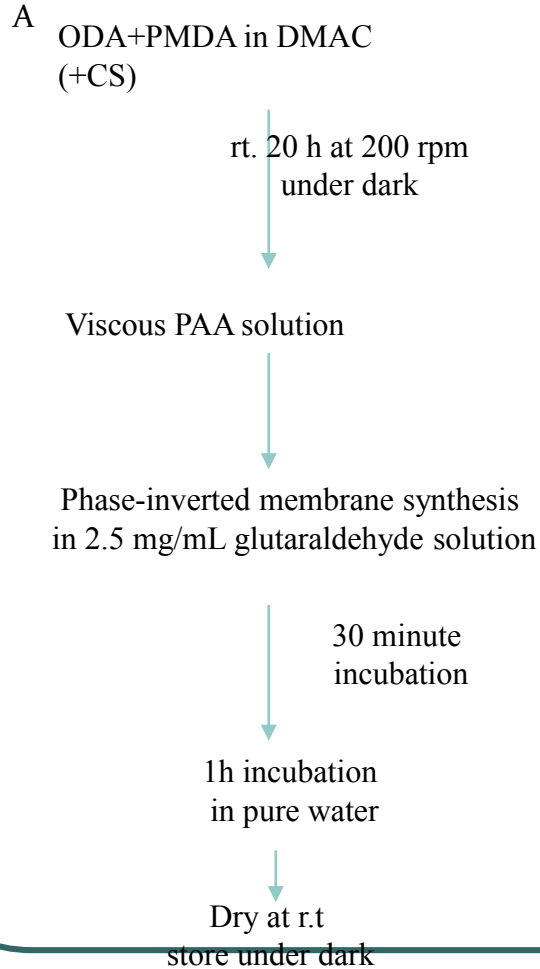 A
ODA+PMDA in DMAC
(+CS)
rt. 20 h at 200 rpm
under dark
Viscous PAA solution
Phase-inverted membrane synthesis
in 2.5 mg/mL glutaraldehyde solution
30 minute
incubation
1h incubation
in pure water
Dry at r.t
store under dark